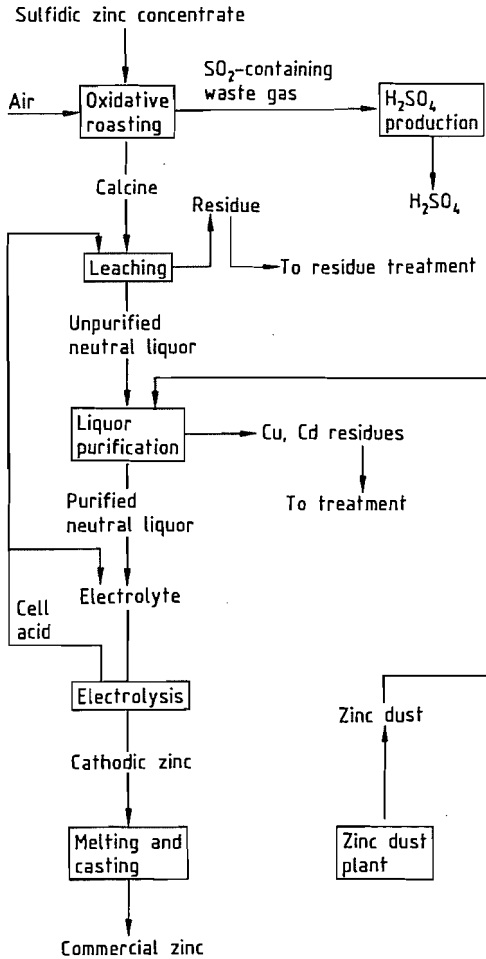 Sulfidic zinc concentrate
SO₂-containing
waste gas
Air
Oxidative
roasting
H₂SO₄
production
Calcine
H₂SO₄
Residue
Leaching
To residue treatment
Unpurified
neutral liquor
Liquor
purification
Cu, Cd residues
Purified
neutral liquor
To treatment
Electrolyte
Cell
acid
Electrolysis
Zinc dust
Cathodic zinc
Melting and
casting
Zinc dust
plant
Commercial zinc